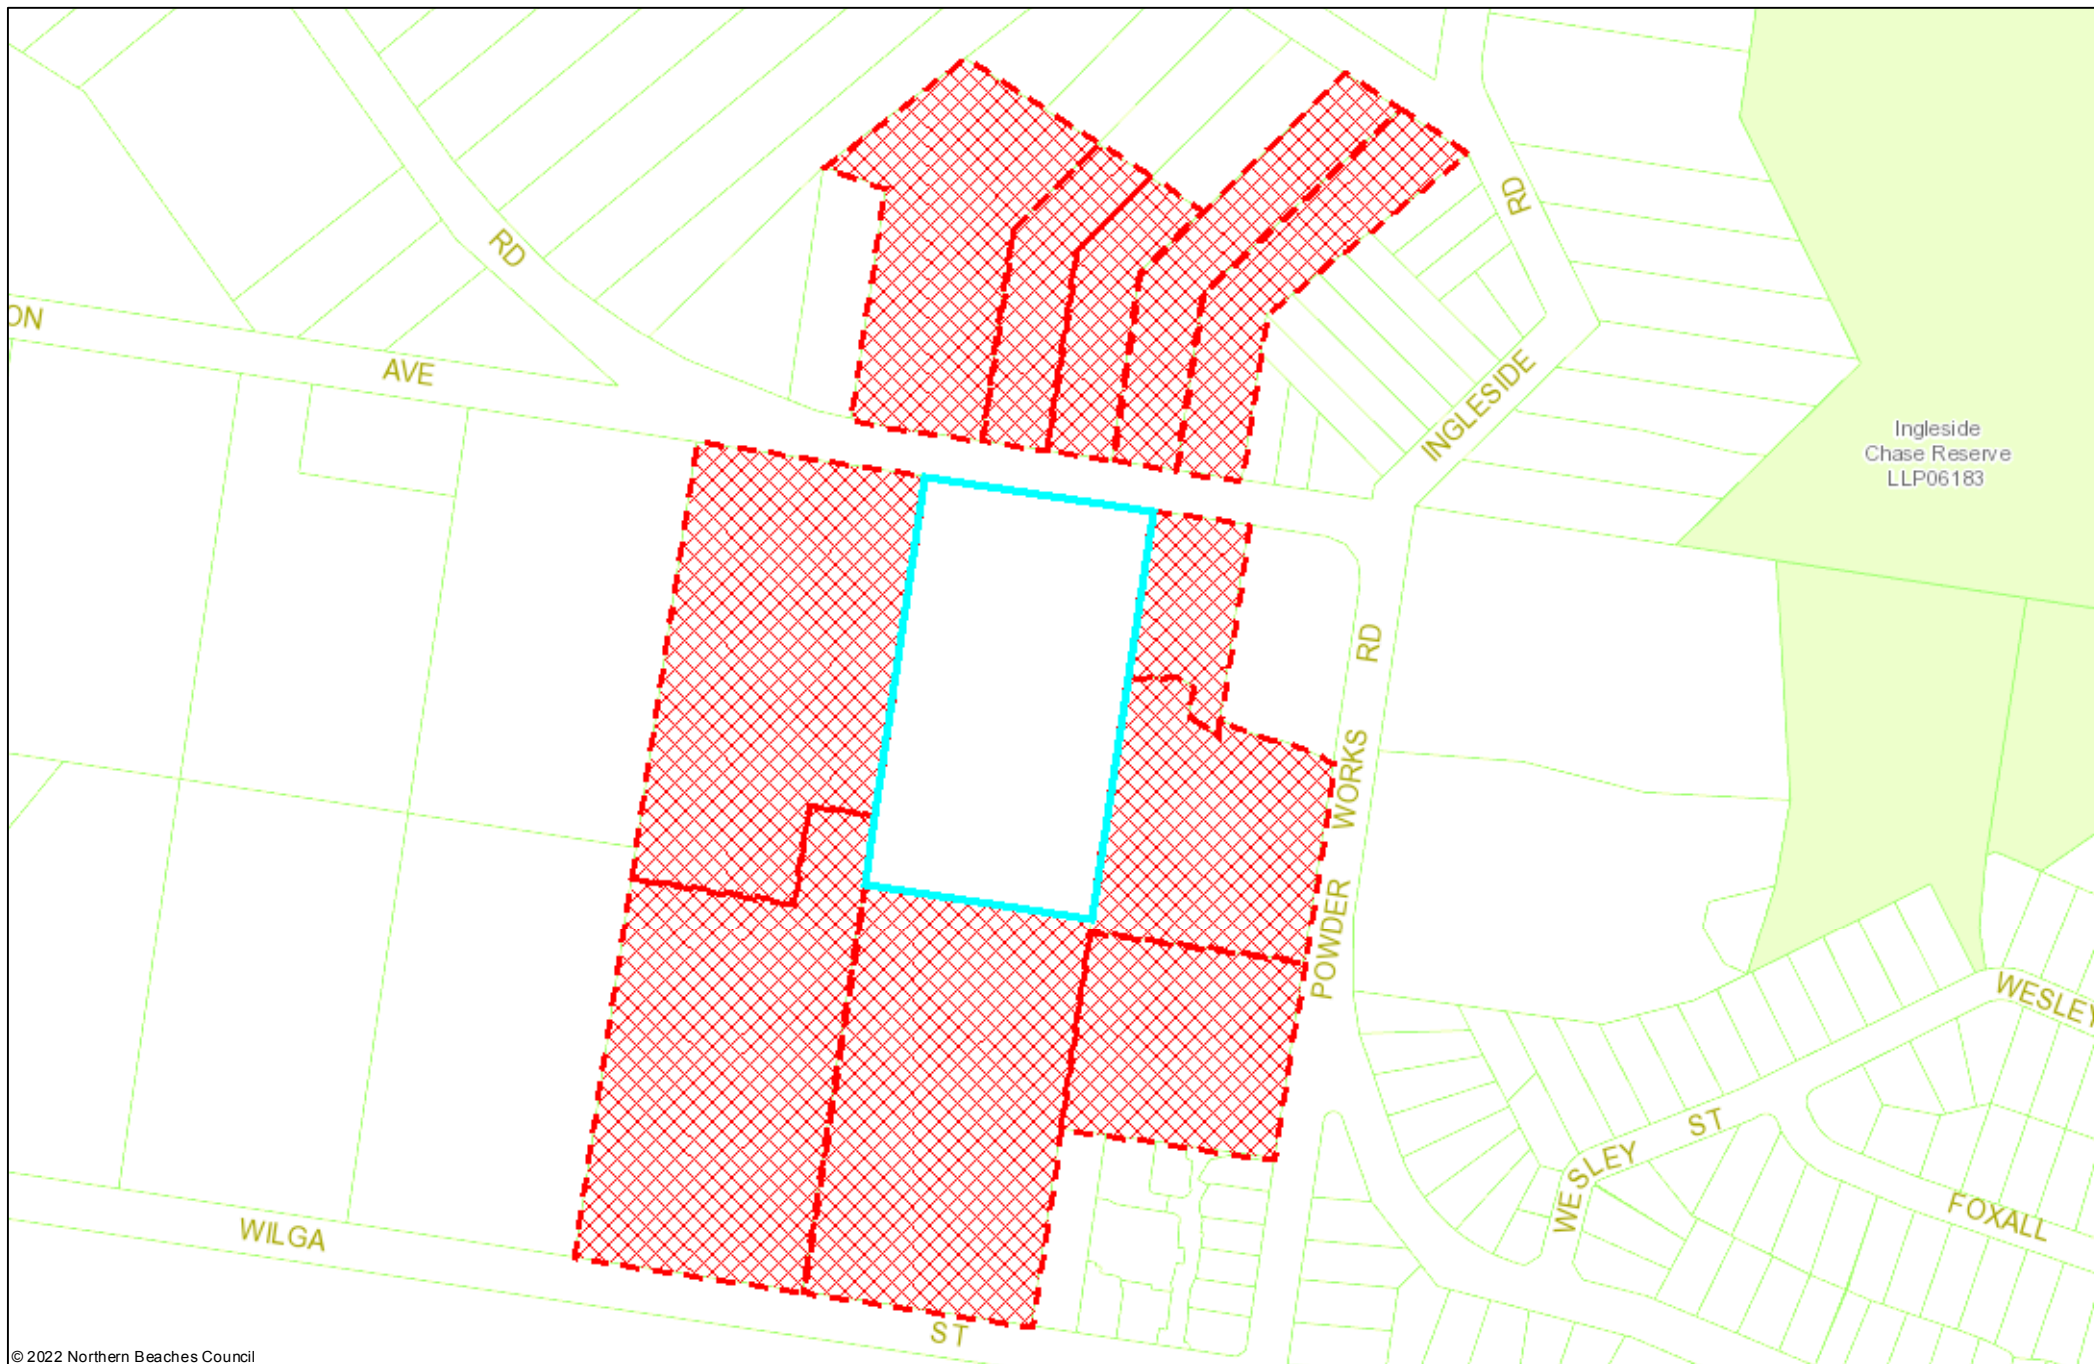 RD
RD
ON
AVE
INGLESIDE
Ingleside
Chase Reserve
LLP06183
RD
WORKS
POWDER
WESLEY
ST
WESLEY
FOXALL
WILGA
ST
© 2022 Northern Beaches Council